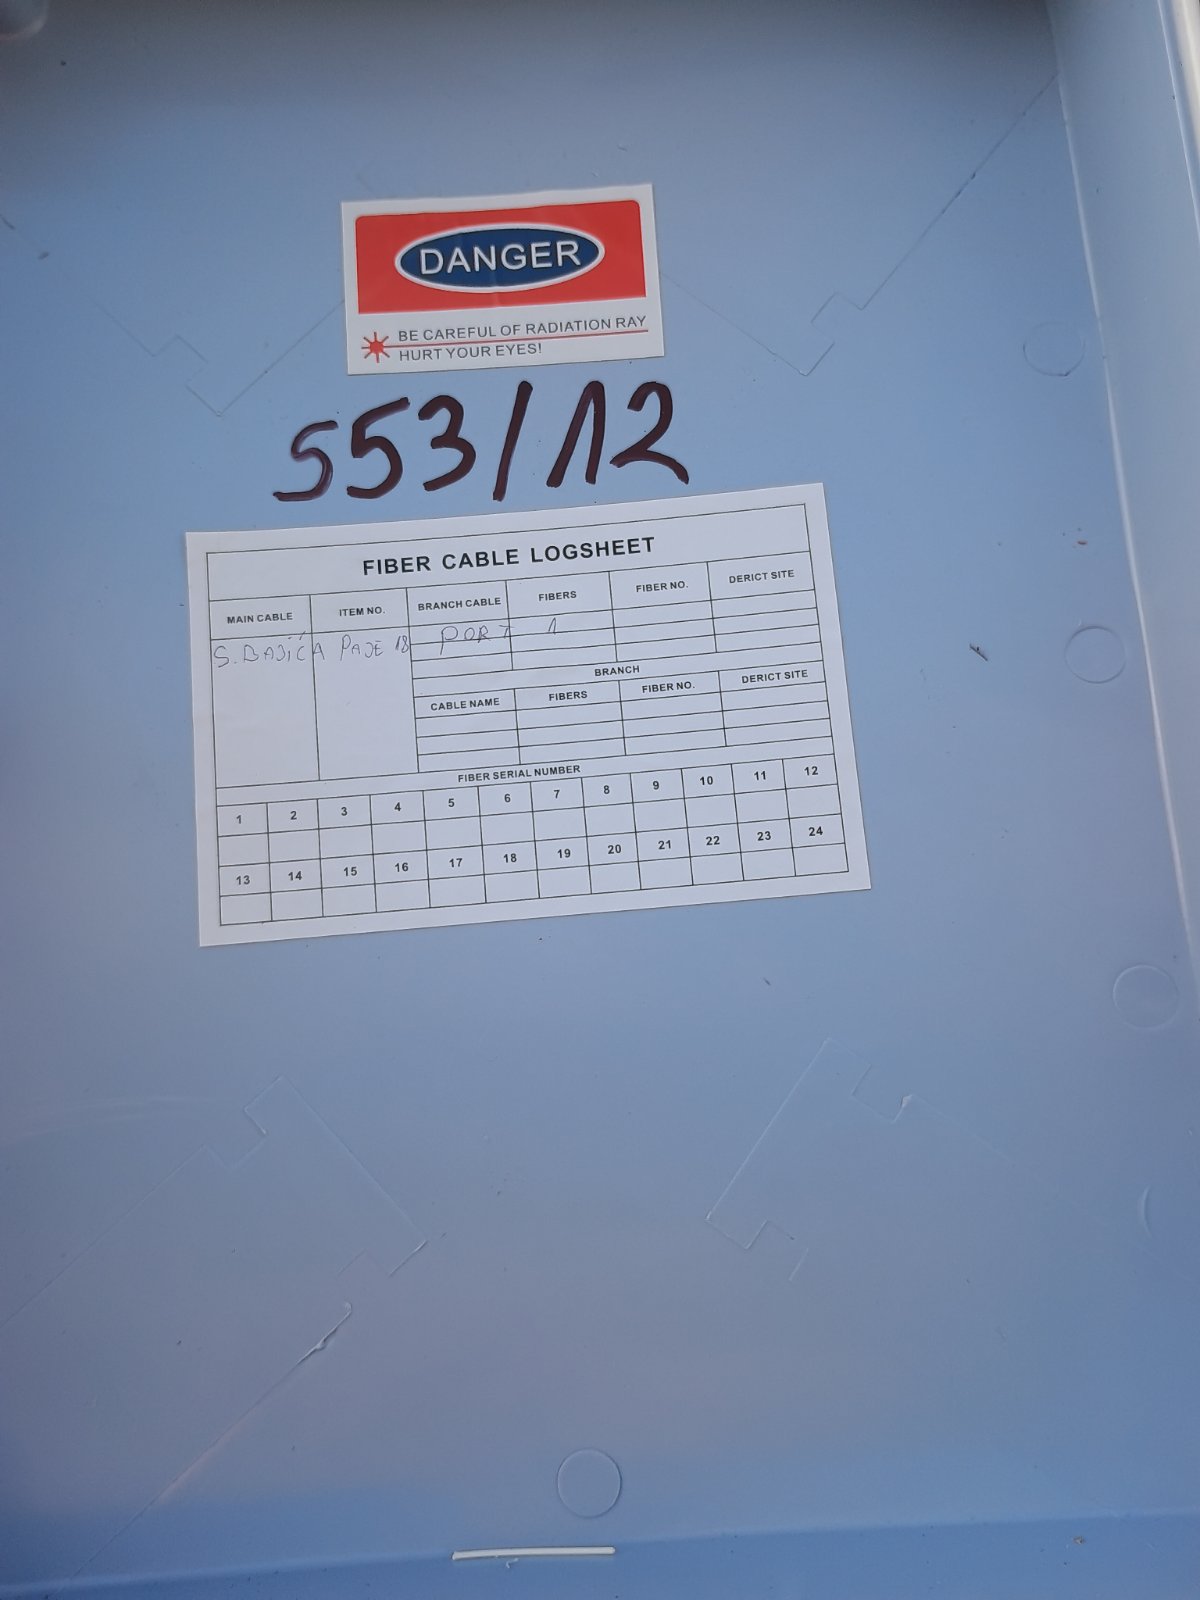 DANGER
BE CAREFUL OF RADIATION RAY
HURT YOUR EYES!
553/12
FIBER CABLE LOGSHEET
MAIN CABLE ITEM NO. BRANCH CABLE FIBERS FIBER NO. DERICT SITE
S. BAJIĆA PAJE 18 PORT 1
BRANCH
CABLE NAME FIBERS FIBER NO. DERICT SITE
FIBER SERIAL NUMBER
1 2 3 4 5 6 7 8 9 10 11 12
13 14 15 16 17 18 19 20 21 22 23 24